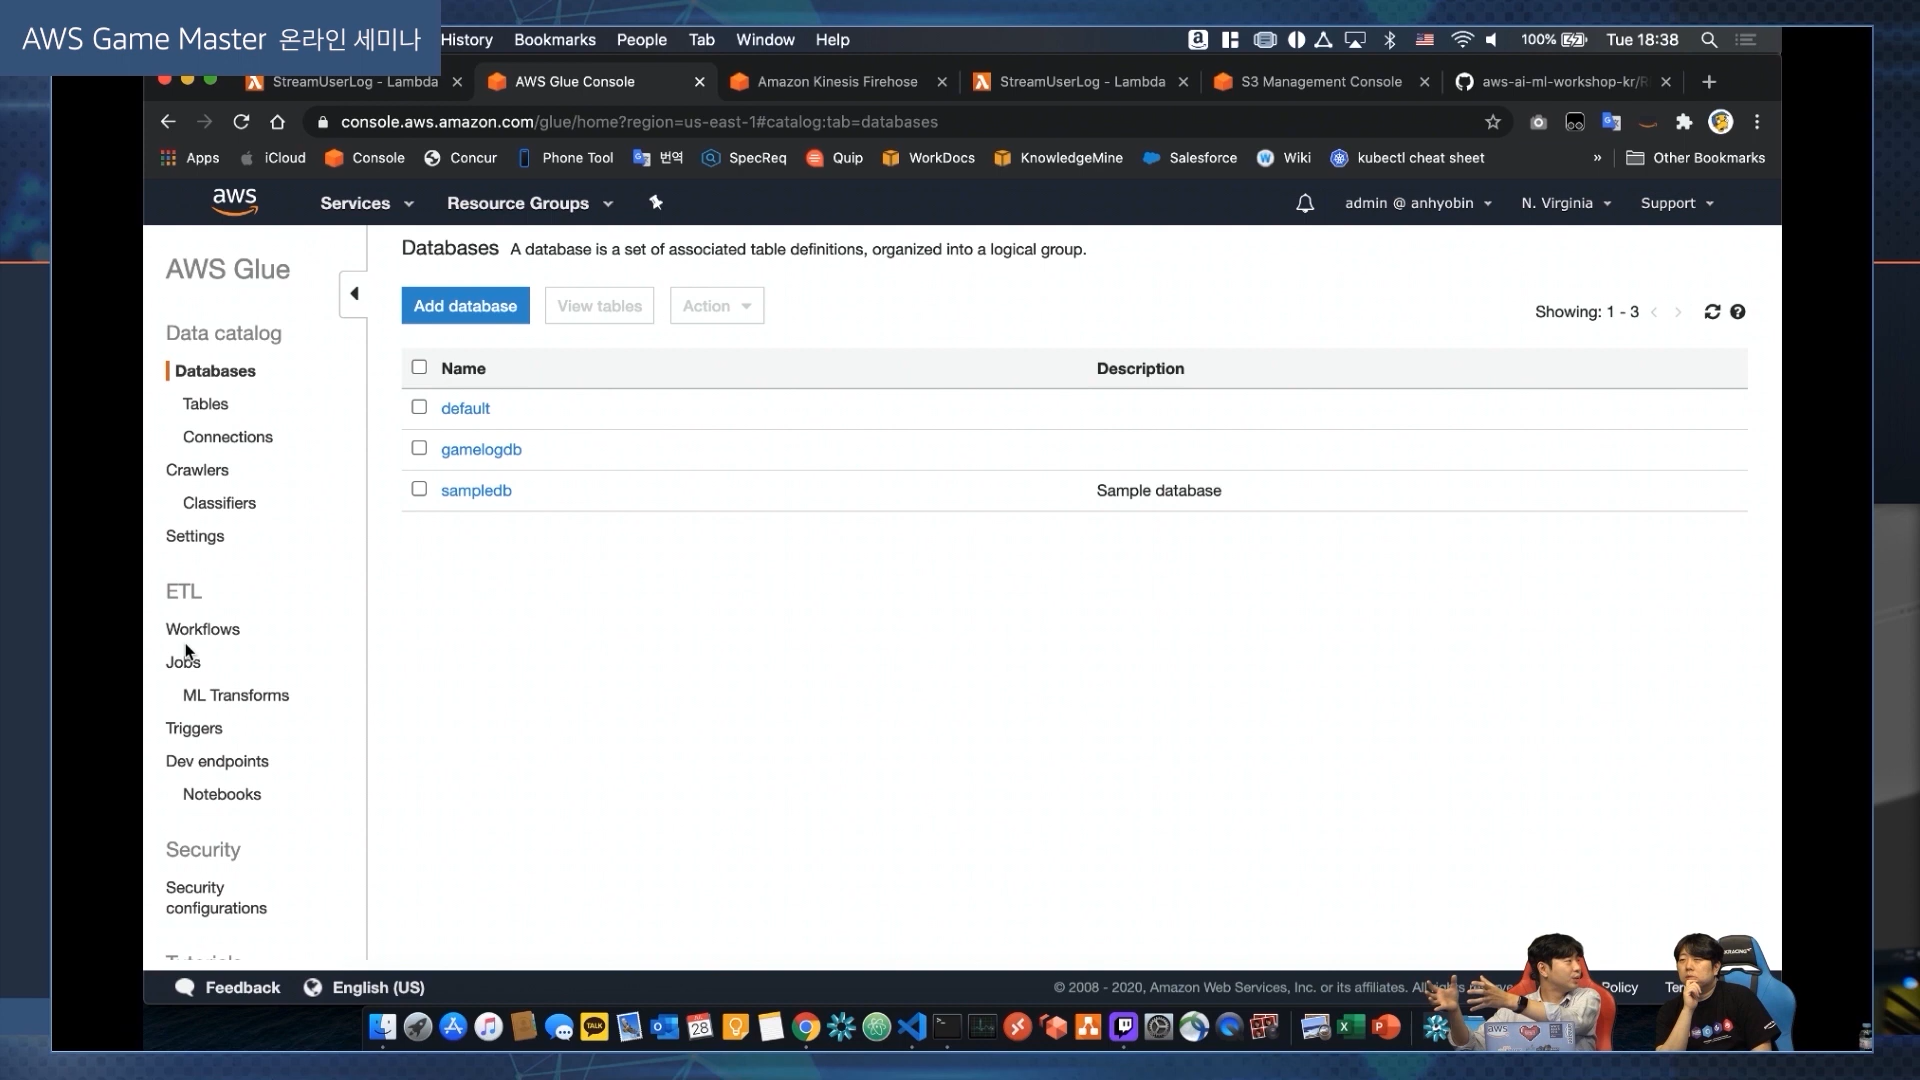 AWS Game Master 온라인 세미나
History Bookmarks People Tab Window Help
100% Tue 18:38
StreamUserLog - Lambda
AWS Glue Console
Amazon Kinesis Firehose
StreamUserLog - Lambda
S3 Management Console
aws-ai-ml-workshop-kr/R
console.aws.amazon.com/glue/home?region=us-east-1#catalog:tab=databases
Apps iCloud Console Concur Phone Tool 번역 SpecReq Quip WorkDocs KnowledgeMine Salesforce Wiki kubectl cheat sheet » Other Bookmarks
aws Services Resource Groups admin @ anhyobin N. Virginia Support
AWS Glue
Data catalog
Databases
Tables
Connections
Crawlers
Classifiers
Settings
ETL
Workflows
Jobs
ML Transforms
Triggers
Dev endpoints
Notebooks
Security
Security
configurations
Databases A database is a set of associated table definitions, organized into a logical group.
Add database View tables Action
Showing: 1 - 3
Name Description
default
gamelogdb
sampledb Sample database
Feedback English (US)
© 2008 - 2020, Amazon Web Services, Inc. or its affiliates.
Policy
TALK
28
aws